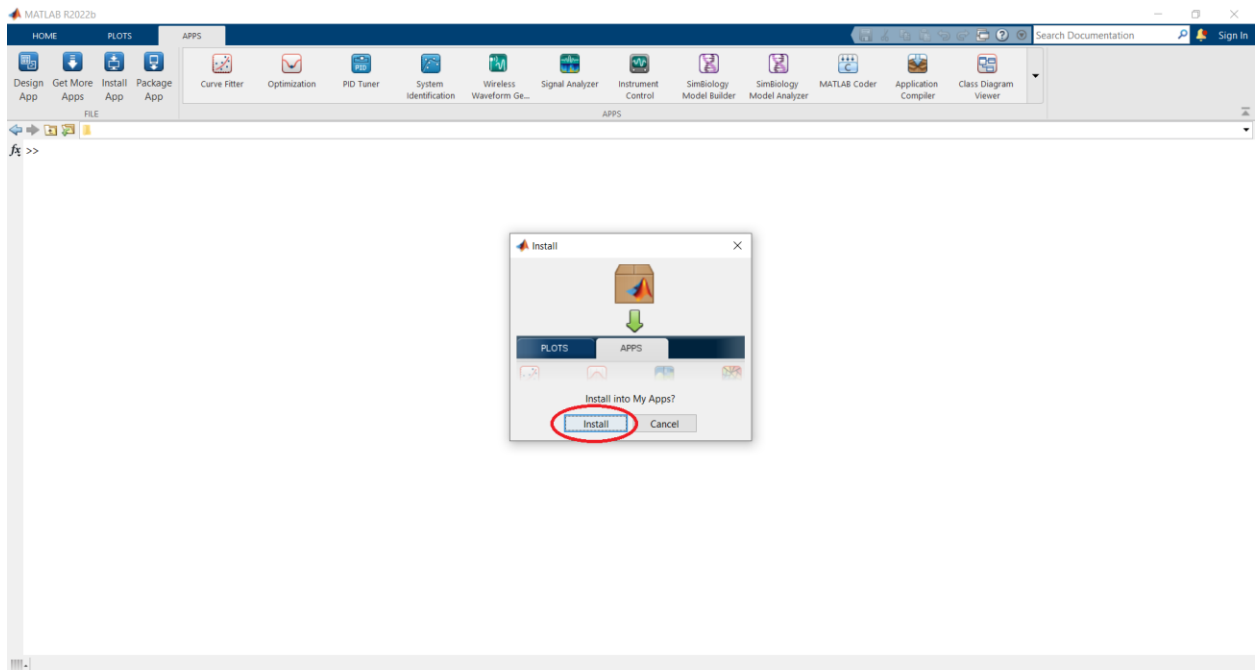 MATLAB R2022b
HOME PLOTS APPS
Search Documentation
Sign In
Design App
Get More Apps
Install App
Package App
Curve Fitter
Optimization
PID Tuner
System Identification
Wireless Waveform Ge...
Signal Analyzer
Instrument Control
SimBiology Model Builder
SimBiology Model Analyzer
MATLAB Coder
Application Compiler
Class Diagram Viewer
FILE
APPS
fx >>
Install
PLOTS APPS
Install into My Apps?
Install Cancel